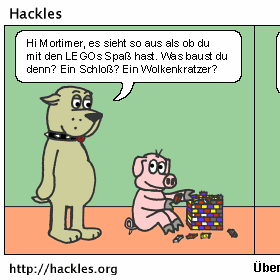 Hackles
Hi Mortimer, es sieht so aus als ob du
mit den LEGOs Spaß hast. Was baust du
denn? Ein Schloß? Ein Wolkenkratzer?
http://hackles.org
Über